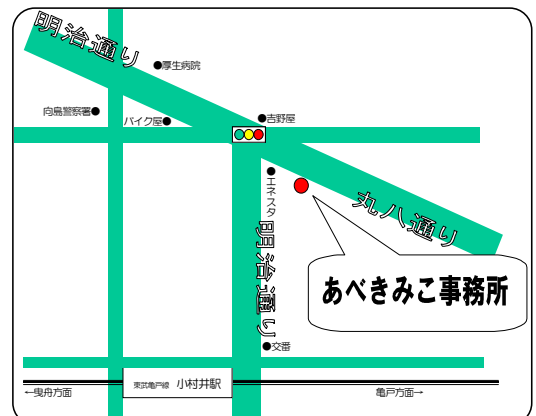 明治通り
●厚生病院
向島警察署●
バイク屋●
●吉野屋
●エネスタ
丸八通り
明治通り
あべきみこ事務所
●交番
東武亀戸線 小村井駅
←曳舟方面
亀戸方面→